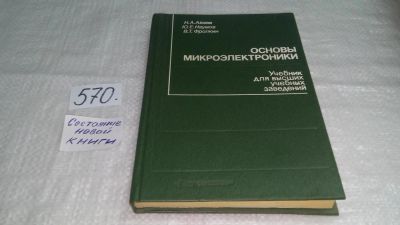 Н.А.Аваев
Ю.Е.Наумов
В.Т.Фролкин
ОСНОВЫ
МИКРОЭЛЕКТРОНИКИ
Учебник
для высших
учебных
заведений
570.
Состояние
новой
книги